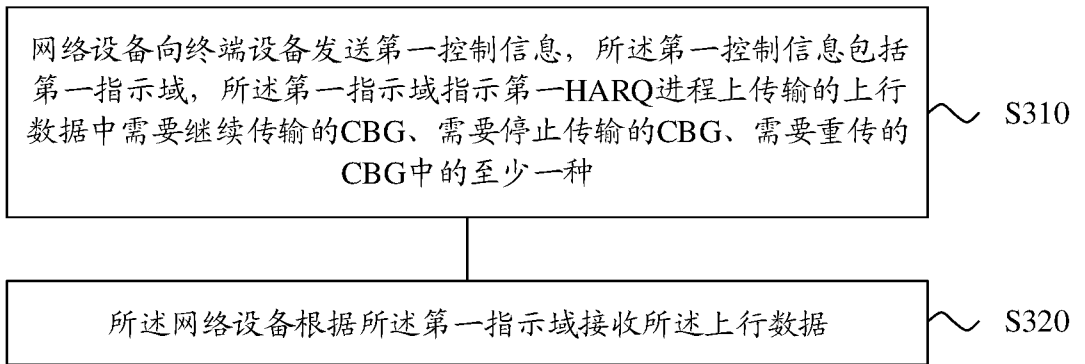 网络设备向终端设备发送第一控制信息，所述第一控制信息包括
第一指示域，所述第一指示域指示第一HARQ进程上传输的上行
数据中需要继续传输的CBG、需要停止传输的CBG、需要重传的
CBG中的至少一种
S310
所述网络设备根据所述第一指示域接收所述上行数据
S320